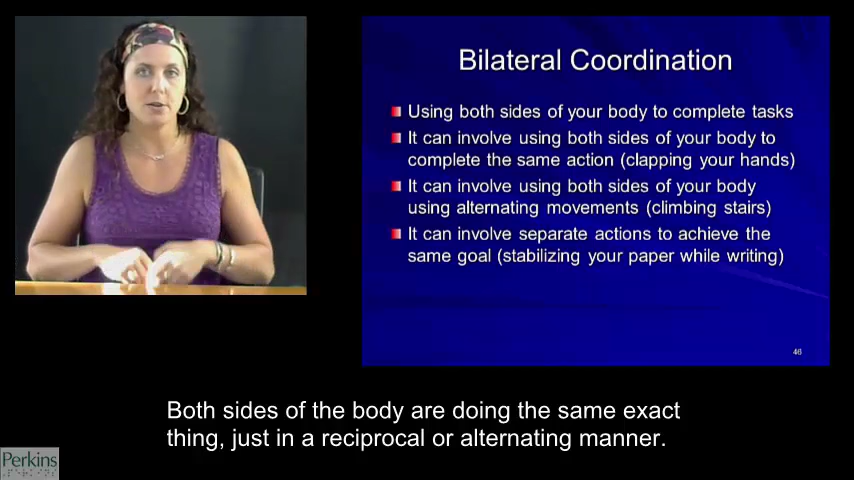 Bilateral Coordination
Using both sides of your body to complete tasks
It can involve using both sides of your body to
complete the same action (clapping your hands)
It can involve using both sides of your body
using alternating movements (climbing stairs)
It can involve separate actions to achieve the
same goal (stabilizing your paper while writing)
46
Both sides of the body are doing the same exact
thing, just in a reciprocal or alternating manner.
Perkins